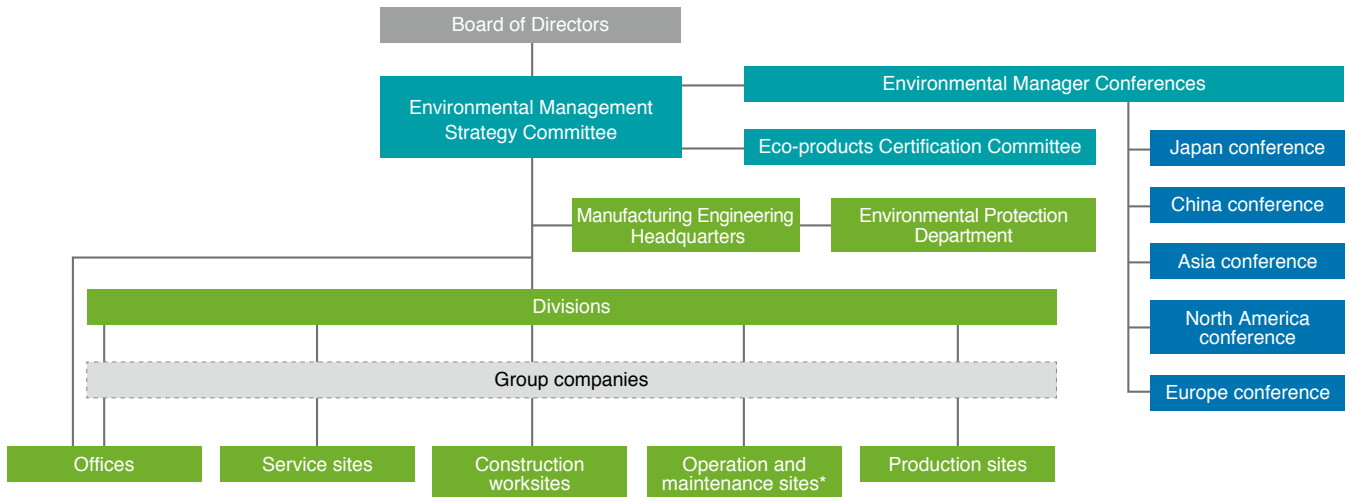 Board of Directors
Environmental Management
Strategy Committee
Environmental Manager Conferences
Eco-products Certification Committee
Japan conference
China conference
Asia conference
North America
conference
Europe conference
Manufacturing Engineering
Headquarters
Environmental Protection
Department
Divisions
Group companies
Offices
Service sites
Construction
worksites
Operation and
maintenance sites*
Production sites